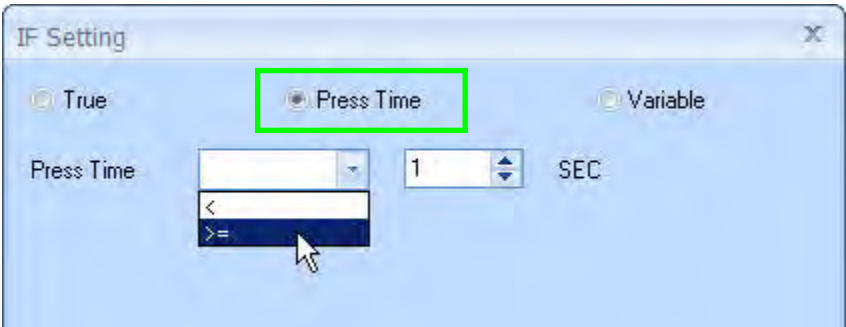 IF Setting x
True Press Time Variable
Press Time 1 SEC
<
>=